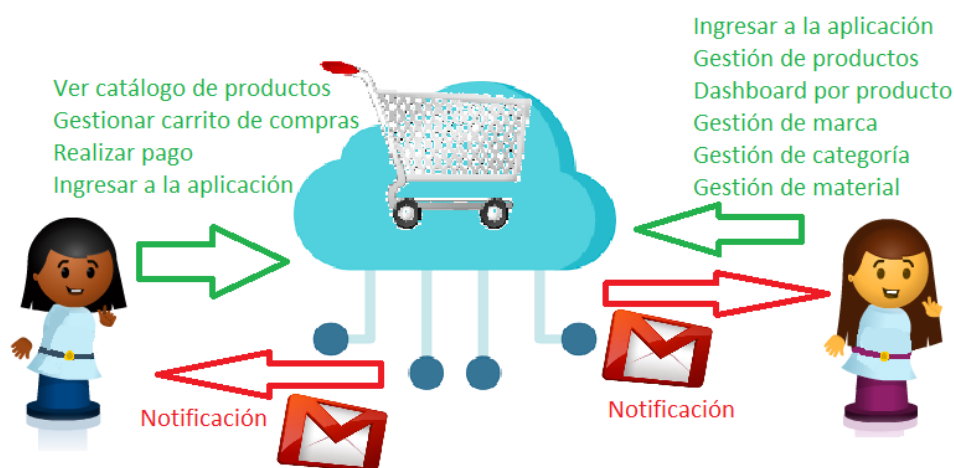 Ver catálogo de productos
Gestionar carrito de compras
Realizar pago
Ingresar a la aplicación
Ingresar a la aplicación
Gestión de productos
Dashboard por producto
Gestión de marca
Gestión de categoría
Gestión de material
Notificación
Notificación